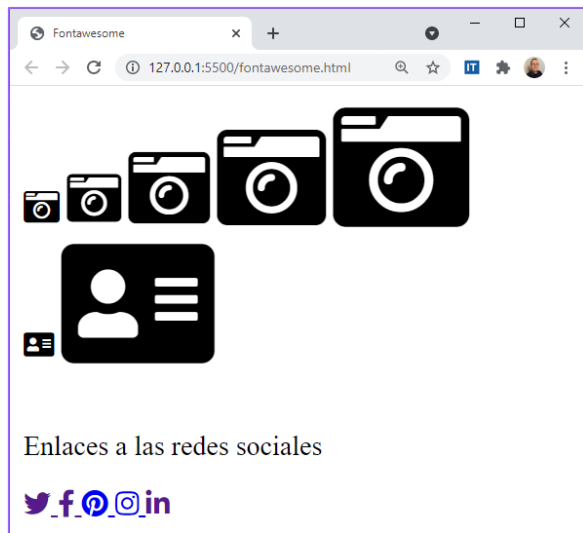 Fontawesome
127.0.0.1:5500/fontawesome.html
IT
Enlaces a las redes sociales